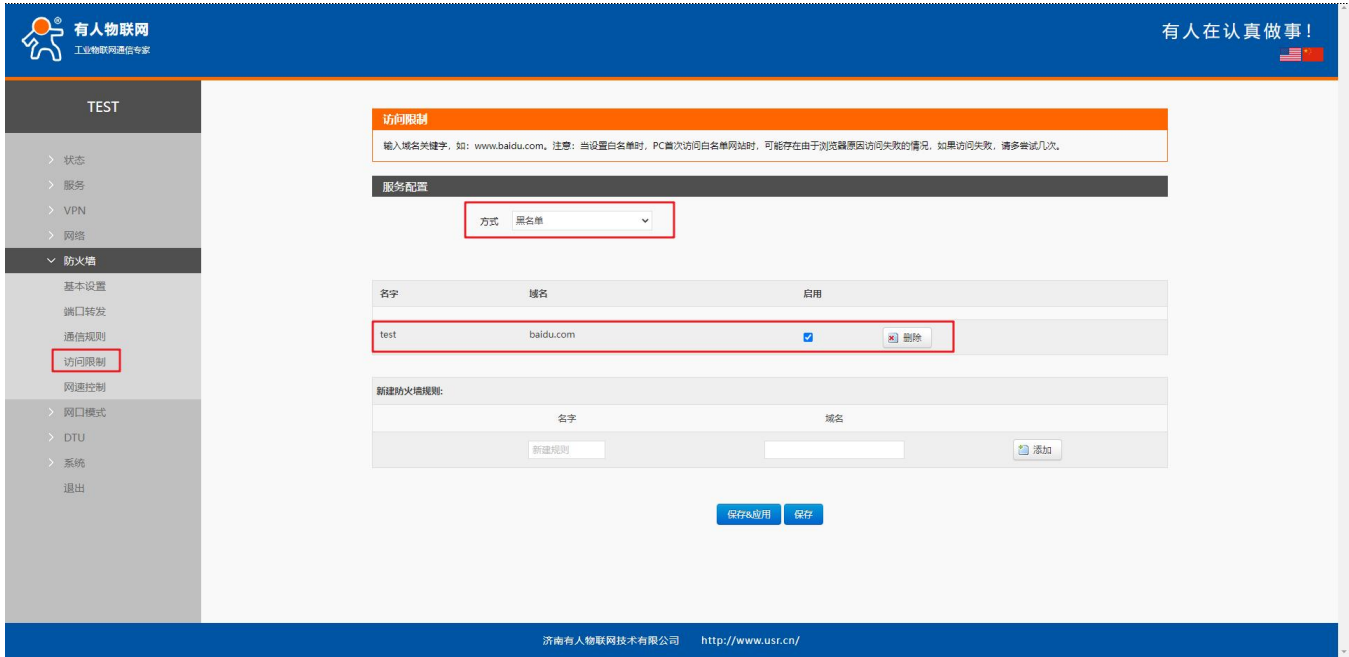 有人物联网
工业物联网通信专家
有人在认真做事!
TEST
状态
服务
VPN
网络
防火墙
基本设置
端口转发
通信规则
访问限制
网速控制
网口模式
DTU
系统
退出
访问限制
输入域名关键字，如：www.baidu.com。注意：当设置白名单时，PC首次访问白名单网站时，可能存在由于浏览器原因访问失败的情况，如果访问失败，请多尝试几次。
服务配置
方式 黑名单
名字 域名 启用
test baidu.com 删除
新建防火墙规则:
名字 域名
新建规则 添加
保存&应用 保存
济南有人物联网技术有限公司 http://www.usr.cn/